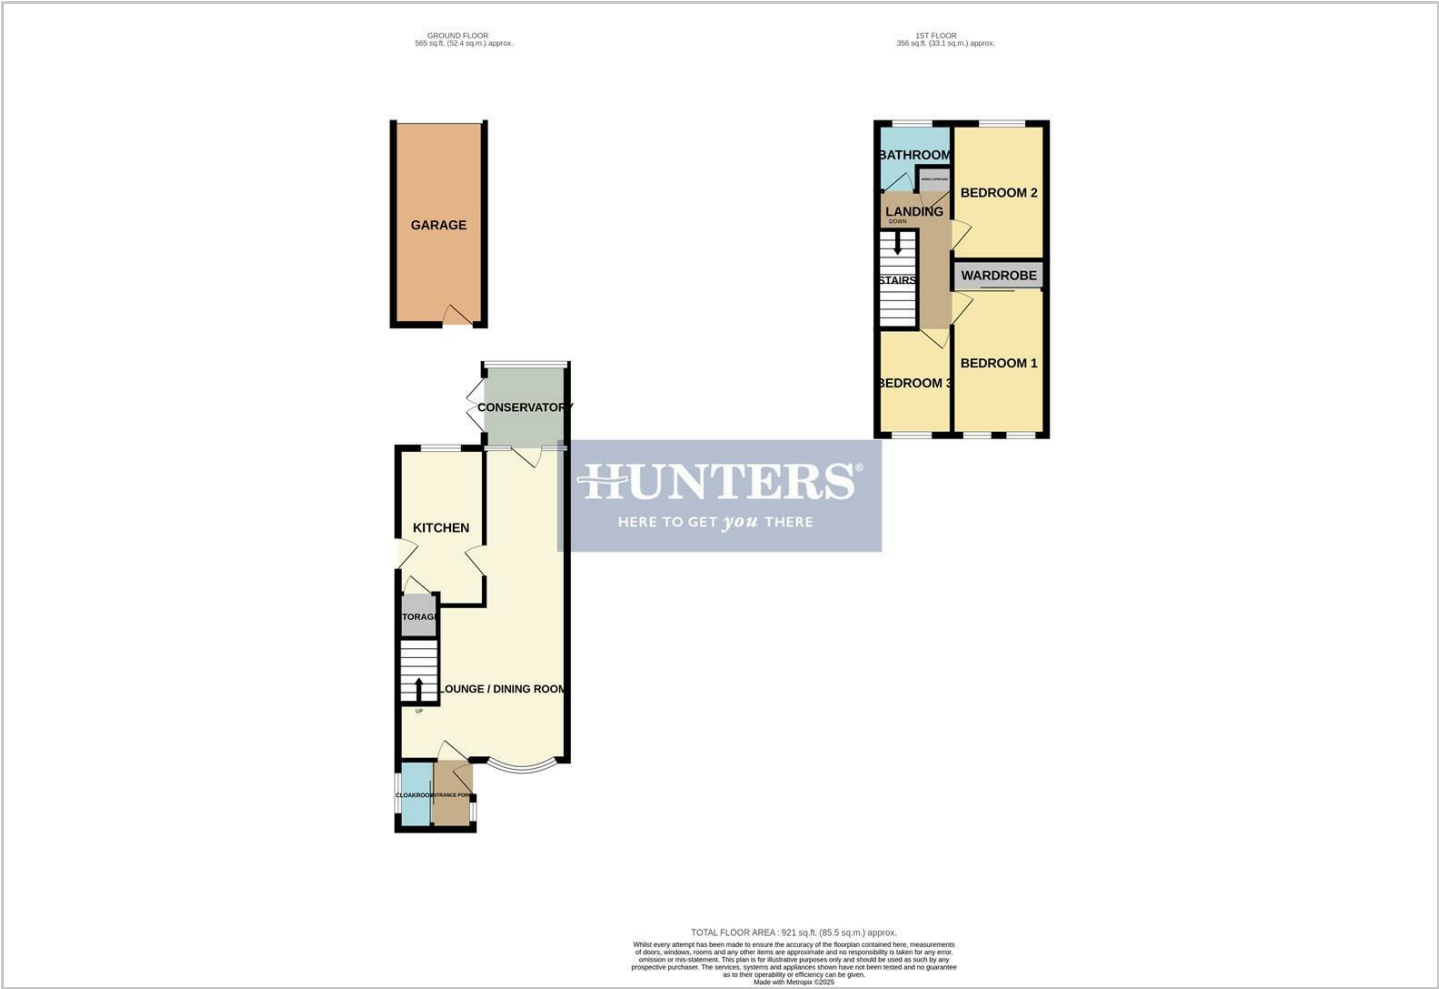 GROUND FLOOR
565 sq.ft. (52.4 sq.m.) approx.
1ST FLOOR
356 sq.ft. (33.1 sq.m.) approx.
GARAGE
CONSERVATORY
KITCHEN
STORAGE
LOUNGE / DINING ROOM
UP
CLOAKROOM
ENTRANCE PORCH
BATHROOM
BEDROOM 2
LANDING
DOWN
STAIRS
WARDROBE
BEDROOM 1
BEDROOM 3
HUNTERS®
HERE TO GET you THERE
TOTAL FLOOR AREA : 921 sq.ft. (85.5 sq.m.) approx.
Whilst every attempt has been made to ensure the accuracy of the floorplan contained here, measurements
of doors, windows, rooms and any other items are approximate and no responsibility is taken for any error,
omission or mis-statement. This plan is for illustrative purposes only and should be used as such by any
prospective purchaser. The services, systems and appliances shown have not been tested and no guarantee
as to their operability or efficiency can be given.
Made with Metropix ©2025